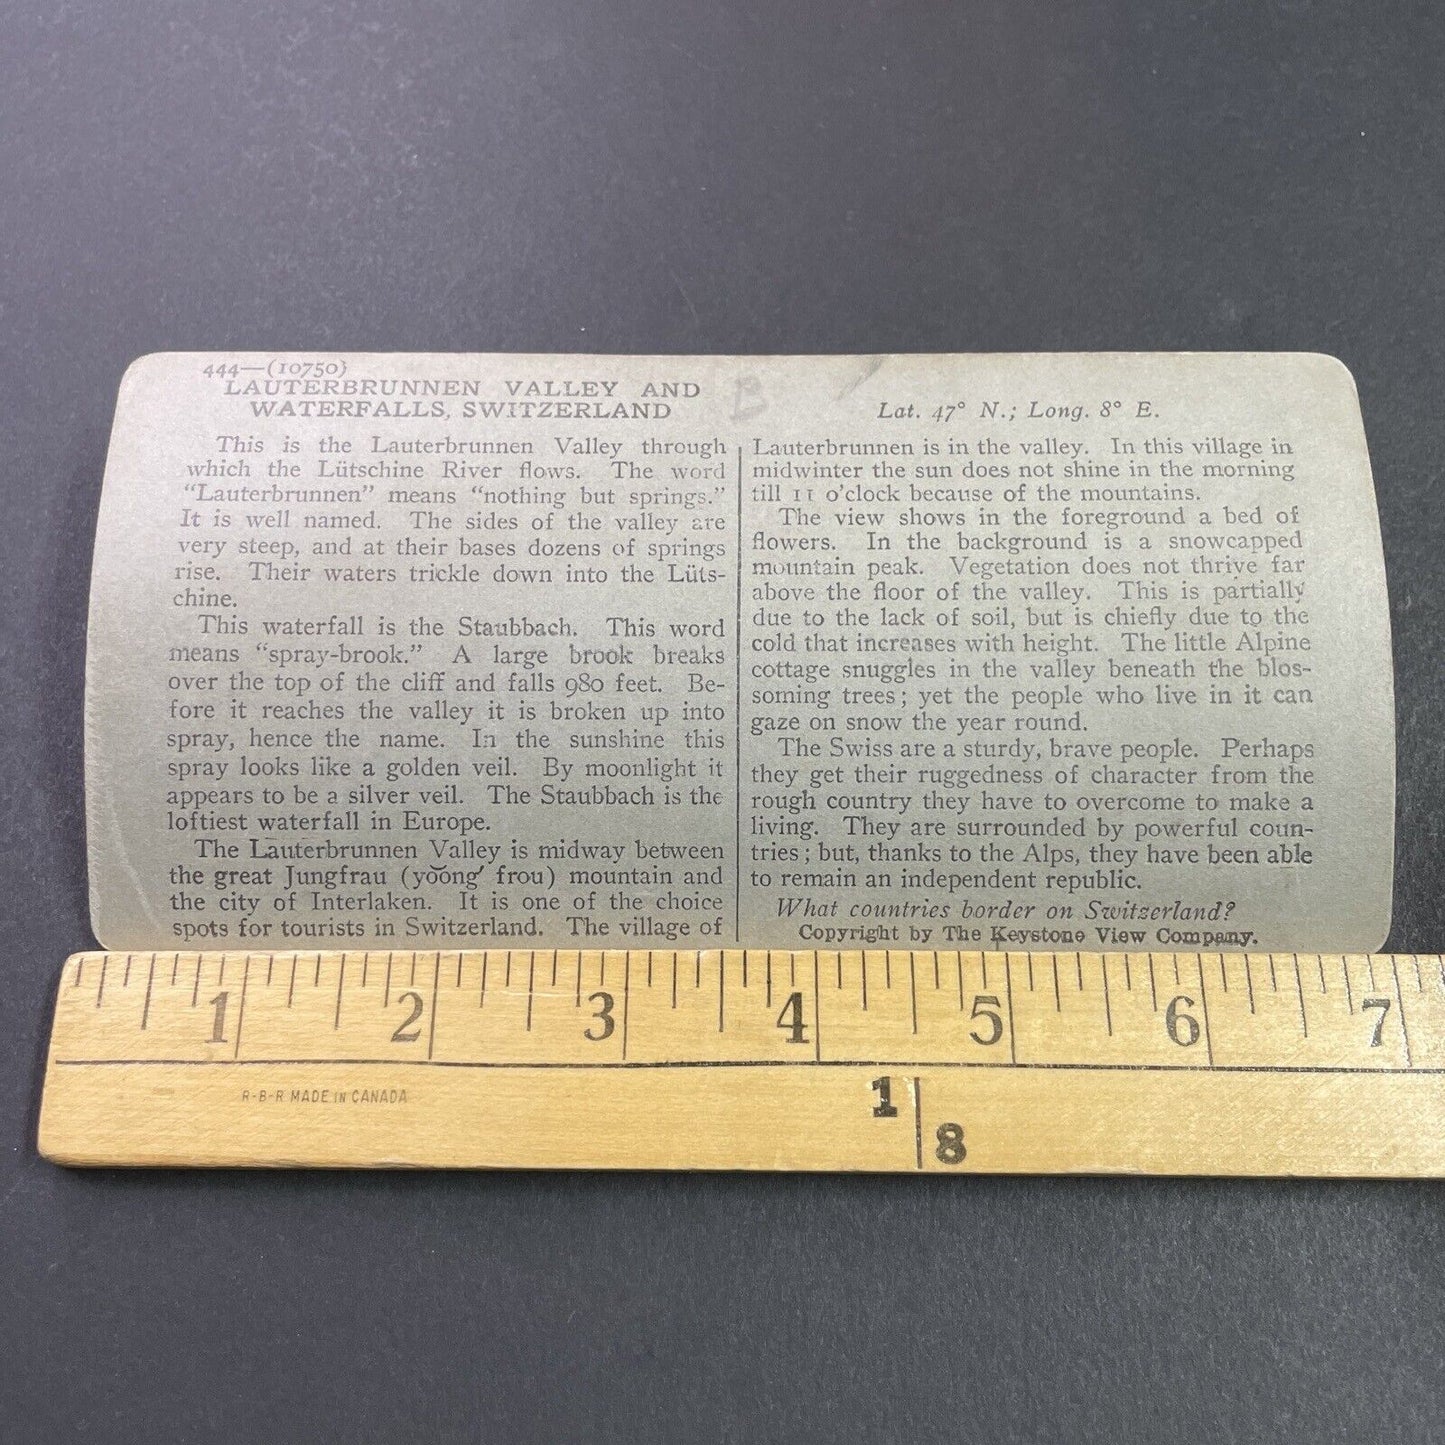 444—(10750)
LAUTERBRUNNEN VALLEY AND
WATERFALLS, SWITZERLAND
This is the Lauterbrunnen Valley through
which the Lütschine River flows. The word
“Lauterbrunnen” means “nothing but springs.”
It is well named. The sides of the valley are
very steep, and at their bases dozens of springs
rise. Their waters trickle down into the Lüts-
chine.
This waterfall is the Staubbach. This word
means “spray-brook.” A large brook breaks
over the top of the cliff and falls 980 feet. Be-
fore it reaches the valley it is broken up into
spray, hence the name. In the sunshine this
spray looks like a golden veil. By moonlight it
appears to be a silver veil. The Staubbach is the
loftiest waterfall in Europe.
The Lauterbrunnen Valley is midway between
the great Jungfrau (yŏŏng′ frou) mountain and
the city of Interlaken. It is one of the choice
spots for tourists in Switzerland. The village of
B
Lat. 47° N.; Long. 8° E.
Lauterbrunnen is in the valley. In this village in
midwinter the sun does not shine in the morning
till 11 o’clock because of the mountains.
The view shows in the foreground a bed of
flowers. In the background is a snowcapped
mountain peak. Vegetation does not thrive far
above the floor of the valley. This is partially
due to the lack of soil, but is chiefly due to the
cold that increases with height. The little Alpine
cottage snuggles in the valley beneath the blos-
soming trees; yet the people who live in it can
gaze on snow the year round.
The Swiss are a sturdy, brave people. Perhaps
they get their ruggedness of character from the
rough country they have to overcome to make a
living. They are surrounded by powerful coun-
tries; but, thanks to the Alps, they have been able
to remain an independent republic.
What countries border on Switzerland?
Copyright by The Keystone View Company.
1 2 3 4 5 6 7
R-B-R MADE IN CANADA
1
8